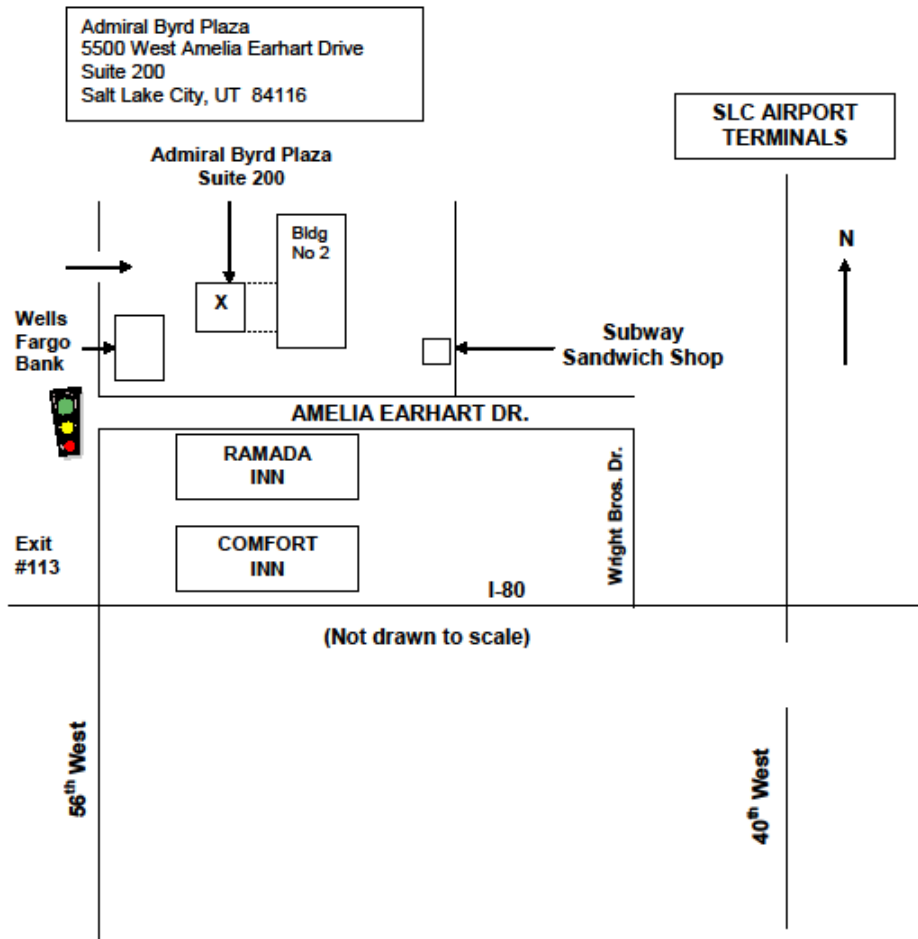 Admiral Byrd Plaza
5500 West Amelia Earhart Drive
Suite 200
Salt Lake City, UT 84116
SLC AIRPORT
TERMINALS
Admiral Byrd Plaza
Suite 200
Bldg
No 2
N
X
Wells
Fargo
Bank
Subway
Sandwich Shop
AMELIA EARHART DR.
RAMADA
INN
Wright Bros. Dr.
Exit
#113
COMFORT
INN
I-80
(Not drawn to scale)
56th West
40th West